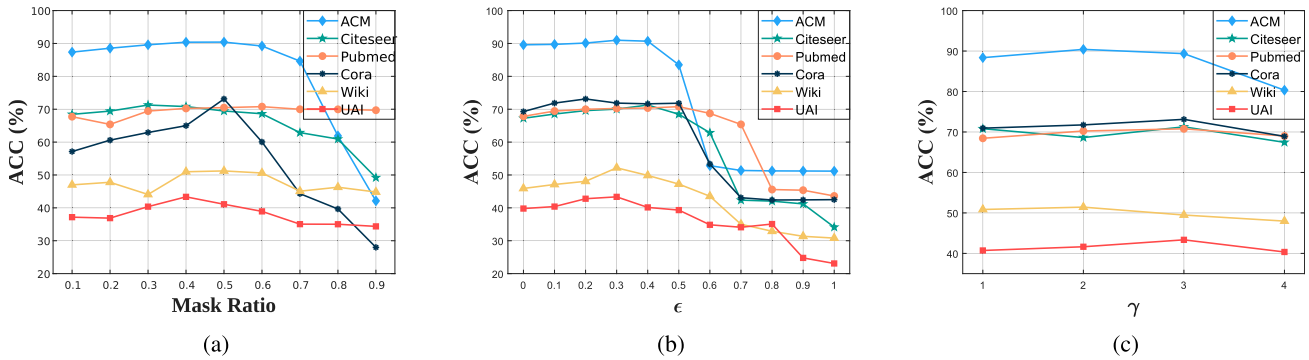 100
90
80
70
60
50
40
30
20
ACC (%)
0.1 0.2 0.3 0.4 0.5 0.6 0.7 0.8 0.9
Mask Ratio
ACM
Citeseer
Pubmed
Cora
Wiki
UAI
(a)
100
90
80
70
60
50
40
30
20
ACC (%)
0 0.1 0.2 0.3 0.4 0.5 0.6 0.7 0.8 0.9 1
ϵ
ACM
Citeseer
Pubmed
Cora
Wiki
UAI
(b)
100
90
80
70
60
50
40
ACC (%)
1 2 3 4
γ
ACM
Citeseer
Pubmed
Cora
Wiki
UAI
(c)